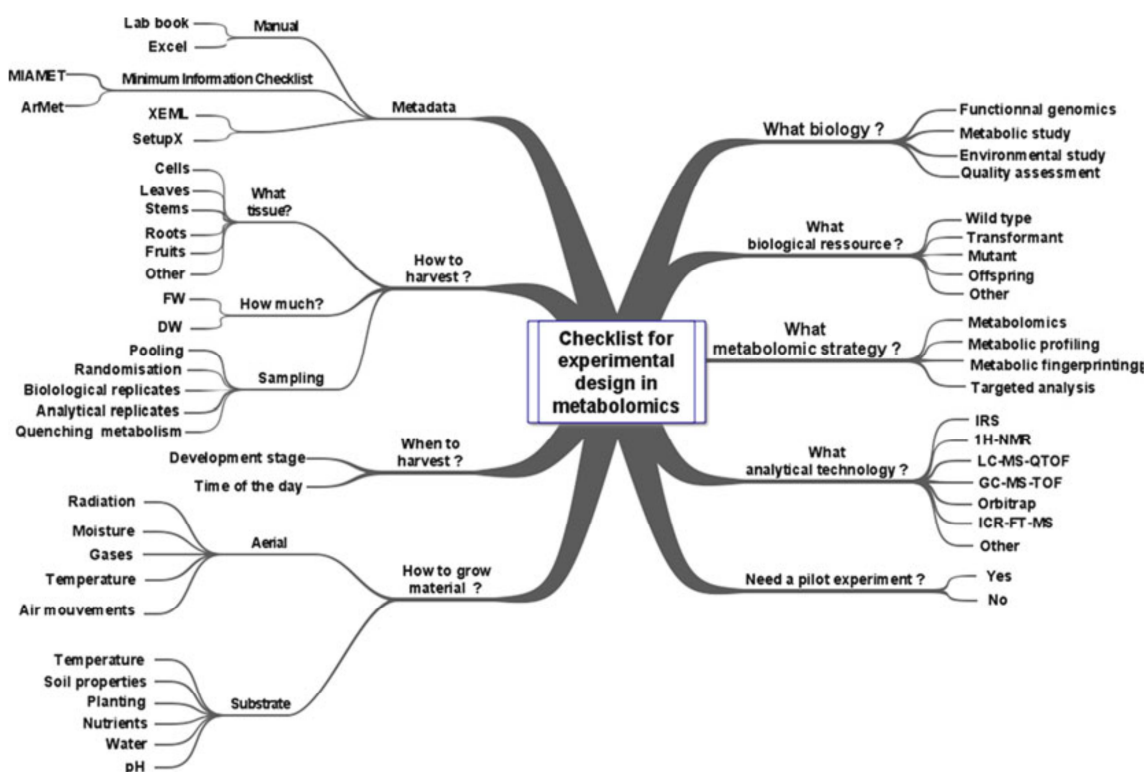 Lab book
Excel
Manual
MIAMET
ArMet
Minimum Information Checklist
XEML
SetupX
Metadata
Cells
Leaves
Stems
Roots
Fruits
Other
What
tissue?
FW
DW
How much?
Pooling
Randomisation
Biolological replicates
Analytical replicates
Quenching metabolism
Sampling
How to
harvest ?
Development stage
Time of the day
When to
harvest ?
Radiation
Moisture
Gases
Temperature
Air mouvements
Aerial
Temperature
Soil properties
Planting
Nutrients
Water
pH
Substrate
How to grow
material ?
Checklist for
experimental
design in
metabolomics
What biology ?
Functionnal genomics
Metabolic study
Environmental study
Quality assessment
What
biological ressource ?
Wild type
Transformant
Mutant
Offspring
Other
What
metabolomic strategy ?
Metabolomics
Metabolic profiling
Metabolic fingerprintingp
Targeted analysis
What
analytical technology ?
IRS
1H-NMR
LC-MS-QTOF
GC-MS-TOF
Orbitrap
ICR-FT-MS
Other
Need a pilot experiment ?
Yes
No